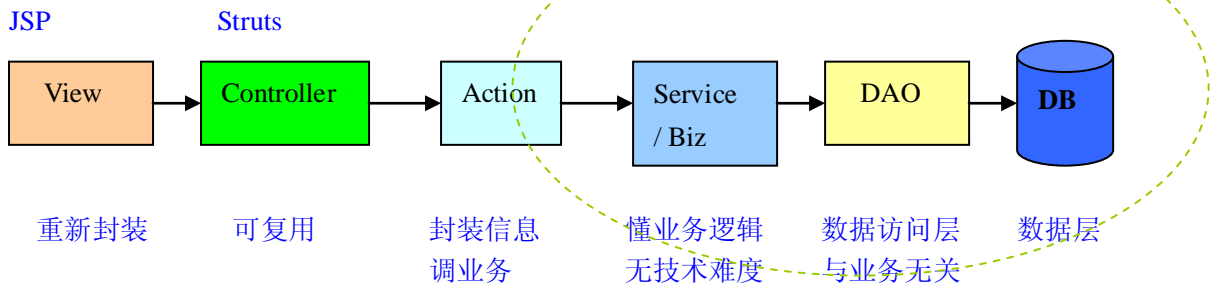 JSP Struts
View Controller Action Service DAO DB
/ Biz
重新封装 可复用 封装信息 懂业务逻辑 数据访问层 数据层
调业务 无技术难度 与业务无关